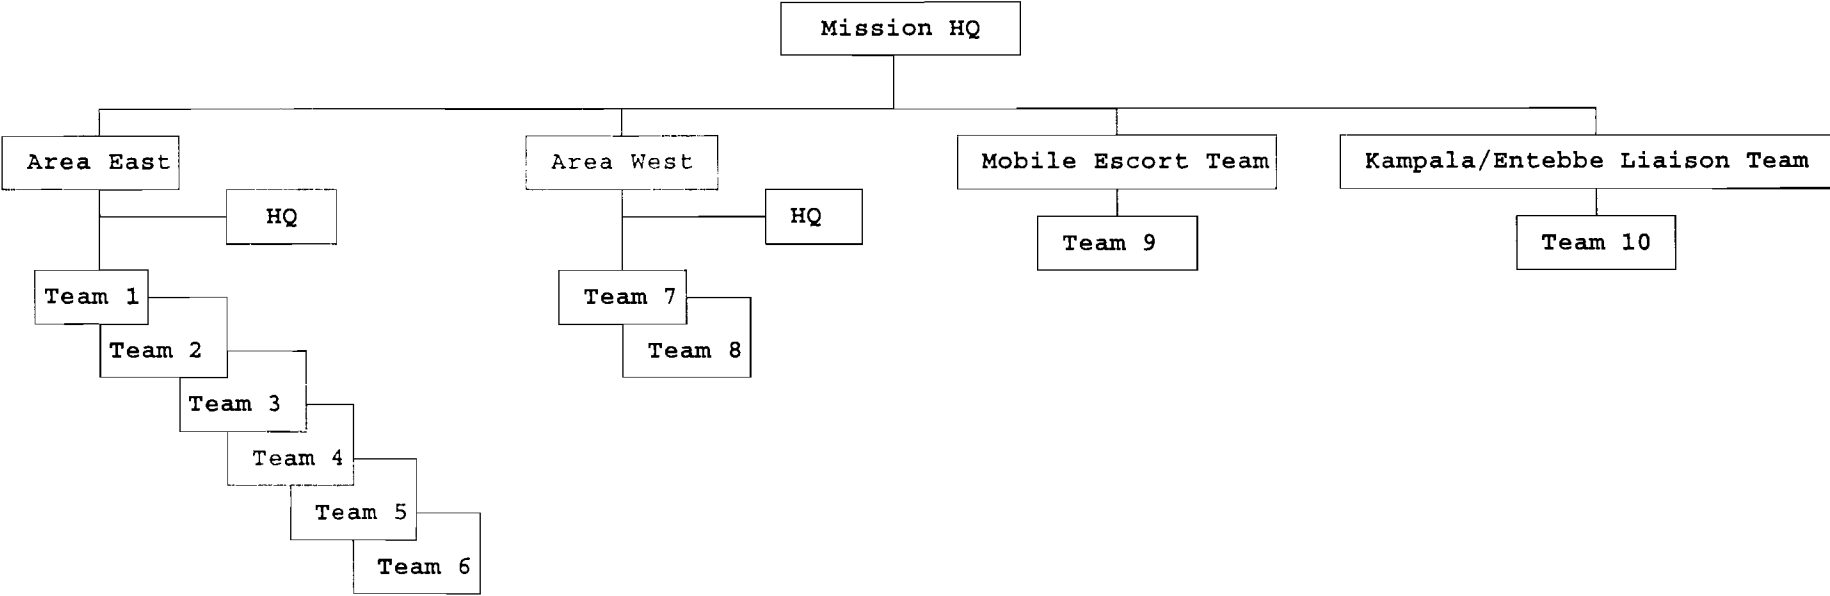 Mission HQ
Area East
Area West
Mobile Escort Team
Kampala/Entebbe Liaison Team
HQ
HQ
Team 9
Team 10
Team 1
Team 7
Team 2
Team 8
Team 3
Team 4
Team 5
Team 6